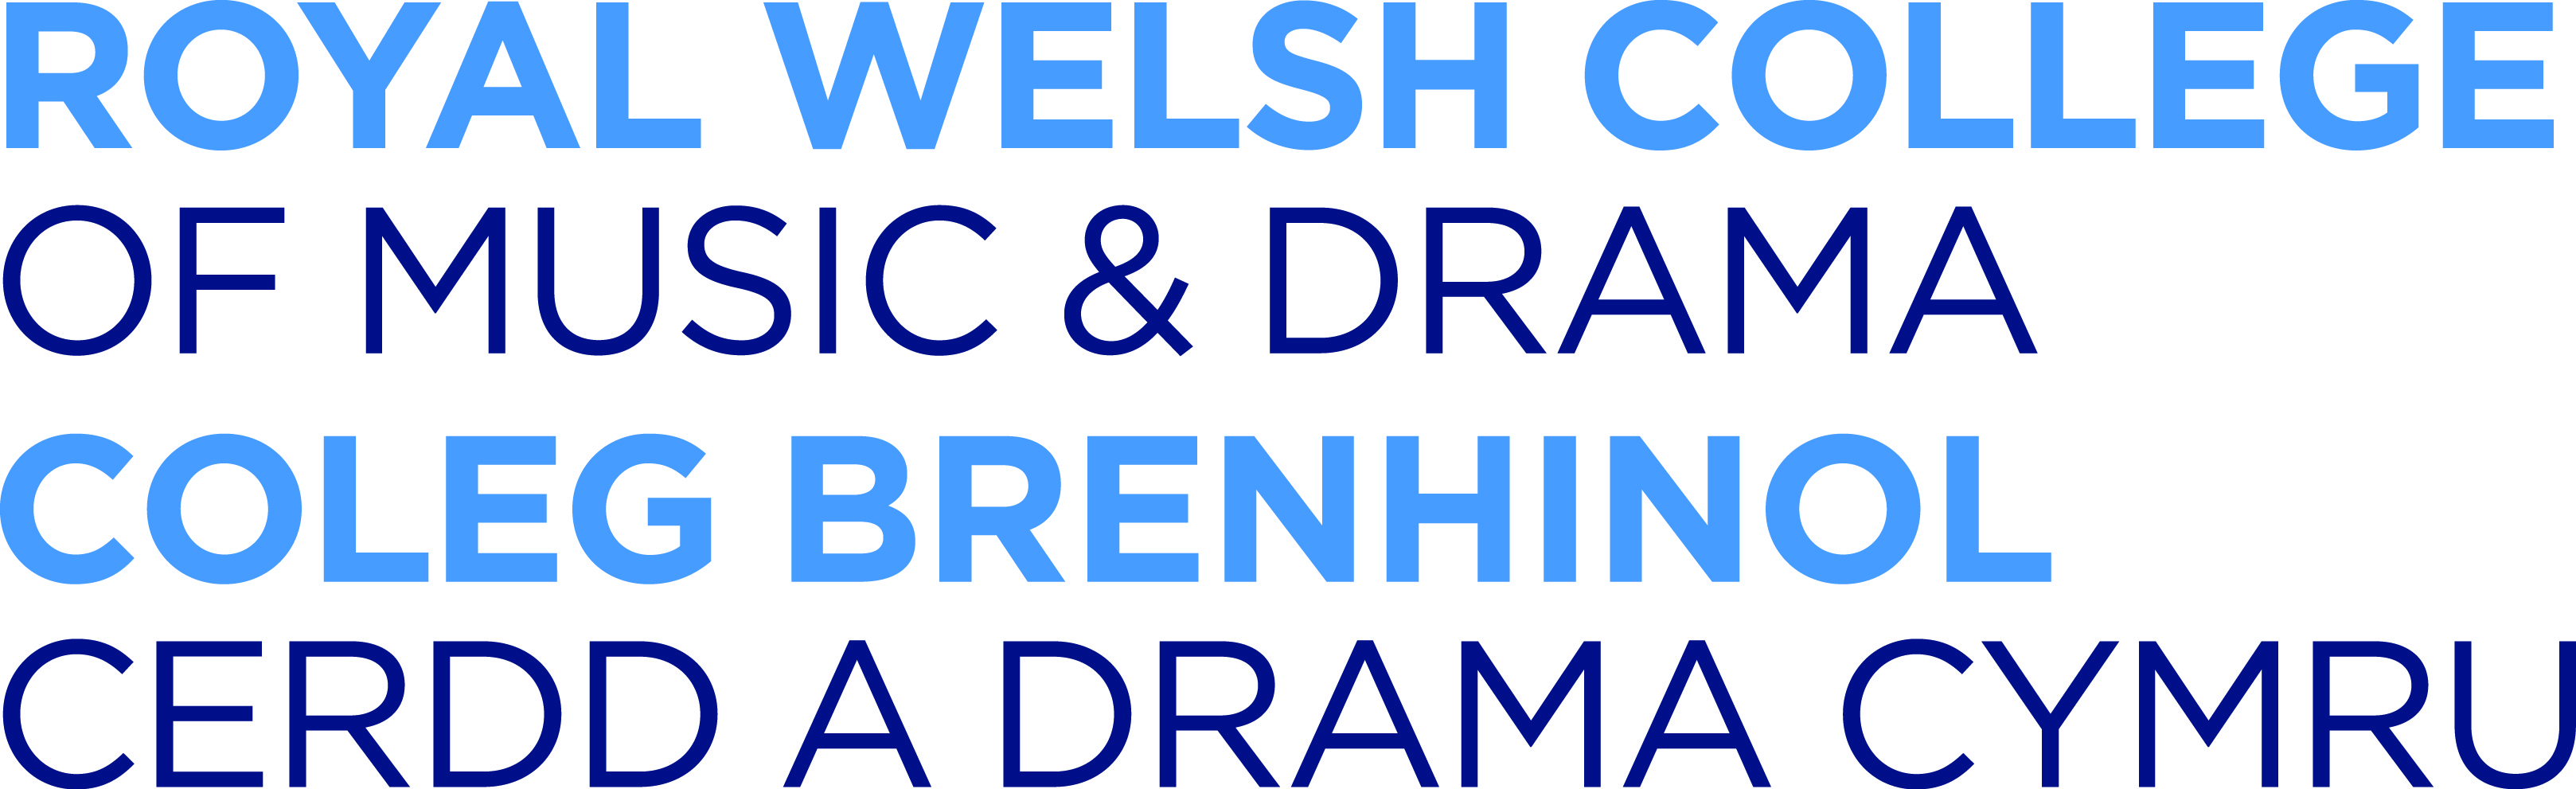 ROYAL WELSH COLLEGE
OF MUSIC & DRAMA
COLEG BRENHINOL
CERDD A DRAMA CYMRU